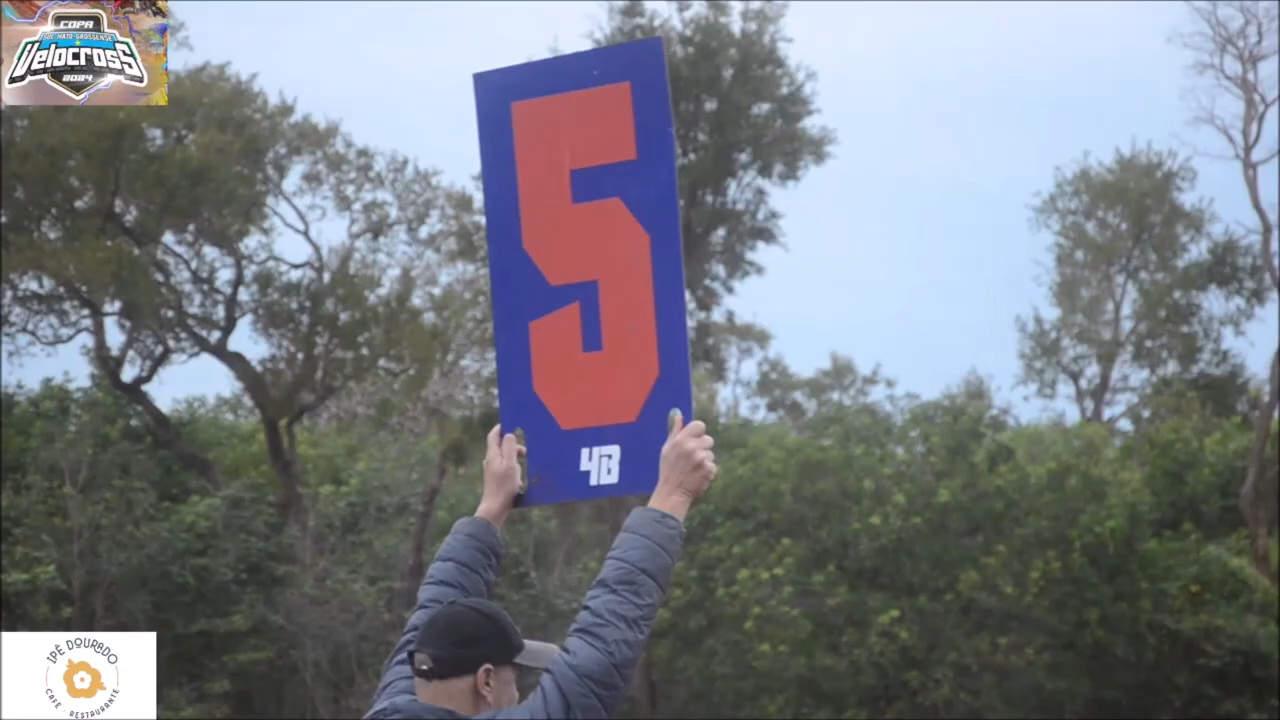 COPA
SUL-MATO-GROSSENSE
Velocross
2024
5
4B
IPÊ DOURADO
CAFÉ · RESTAURANTE